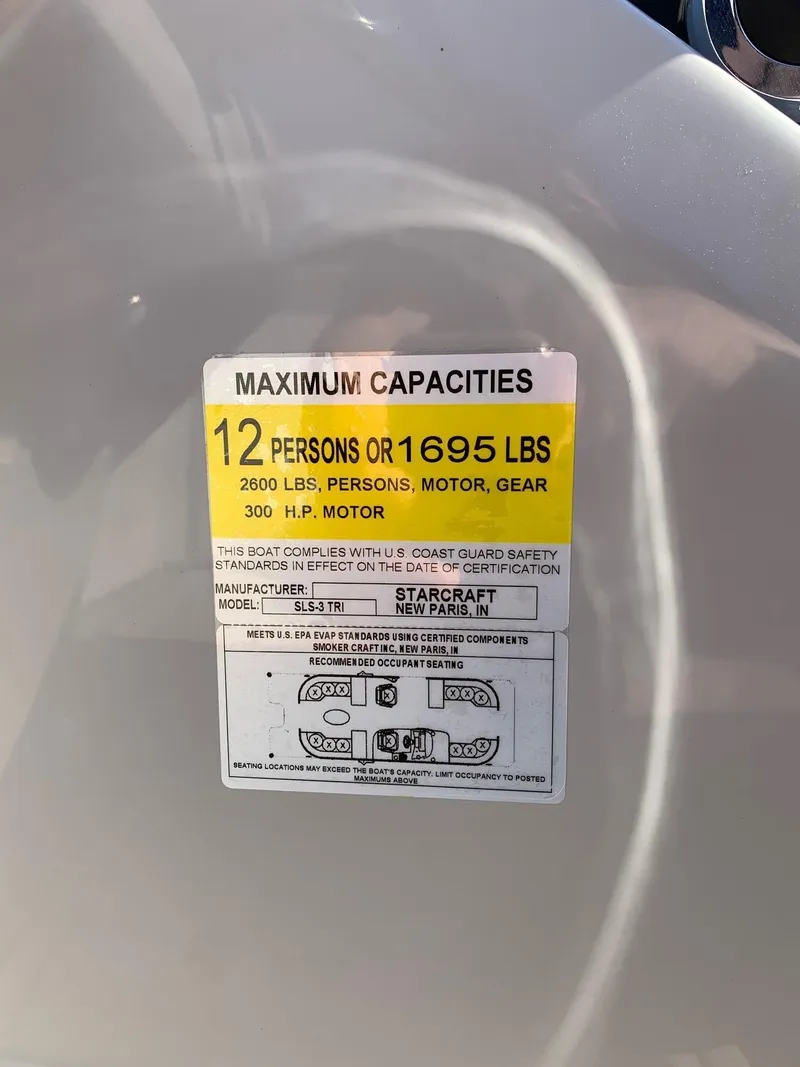 MAXIMUM CAPACITIES
12 PERSONS OR 1695 LBS
2600 LBS, PERSONS, MOTOR, GEAR
300 H.P. MOTOR
THIS BOAT COMPLIES WITH U.S. COAST GUARD SAFETY
STANDARDS IN EFFECT ON THE DATE OF CERTIFICATION
MANUFACTURER: STARCRAFT
MODEL: SLS-3 TRI NEW PARIS, IN
MEETS U.S. EPA EVAP STANDARDS USING CERTIFIED COMPONENTS
SMOKER CRAFT INC, NEW PARIS, IN
RECOMMENDED OCCUPANT SEATING
X X X X X X X
X X X X X X X
SEATING LOCATIONS MAY EXCEED THE BOAT'S CAPACITY. LIMIT OCCUPANCY TO POSTED
MAXIMUMS ABOVE